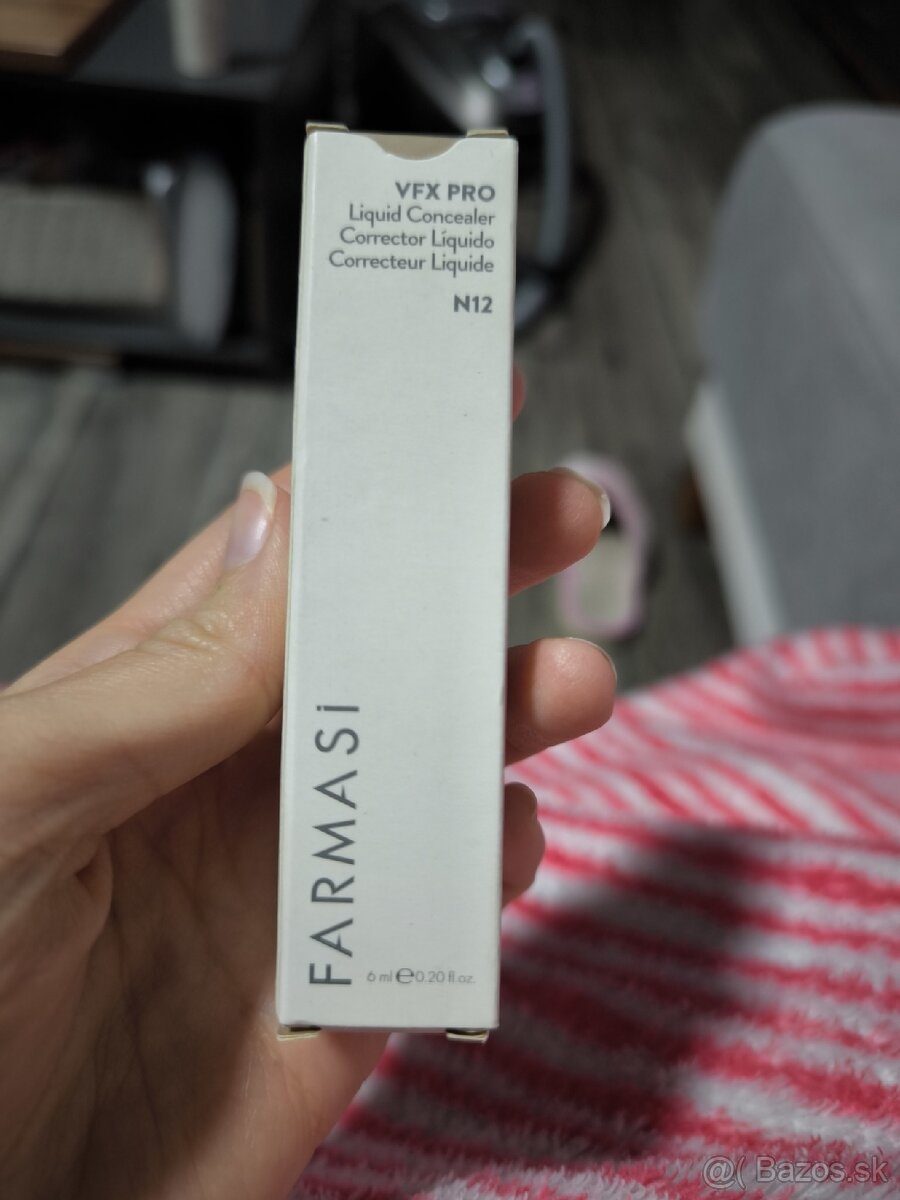 VFX PRO
Liquid Concealer
Corrector Líquido
Correcteur Liquide
N12
FARMASi
6 ml ℮0.20 fl.oz.
@( Bazos.sk